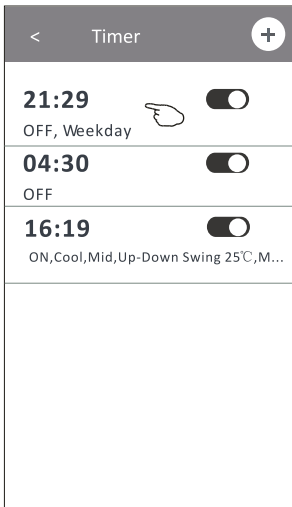 < Timer +
21:29
OFF, Weekday
04:30
OFF
16:19
ON,Cool,Mid,Up-Down Swing 25℃,M...